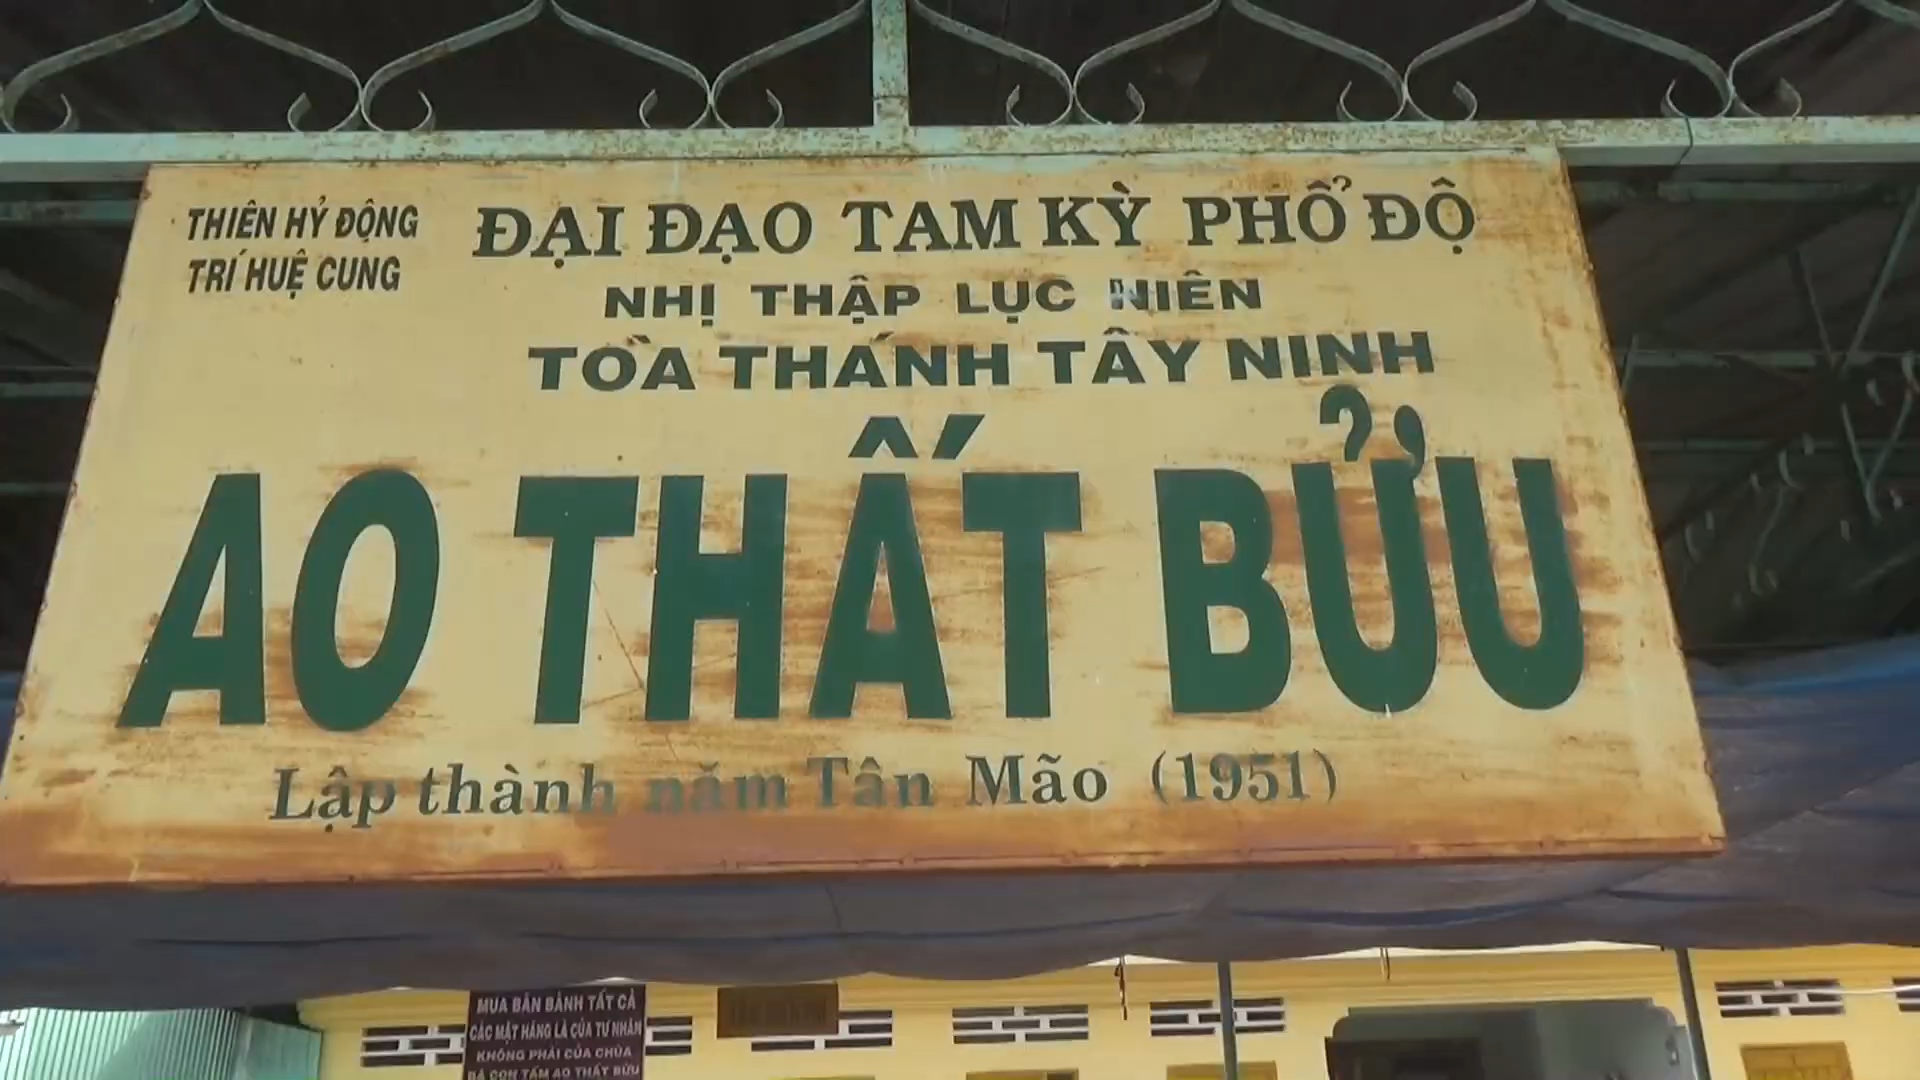 THIÊN HỶ ĐỘNG
TRÍ HUỆ CUNG
ĐẠI ĐẠO TAM KỲ PHỔ ĐỘ
NHỊ THẬP LỤC NIÊN
TOÀ THÁNH TÂY NINH
AO THẤT BỬU
Lập thành năm Tân Mão (1951)
MUA BÁN BÁNH TẤT CẢ
CÁC MẶT HÀNG LÀ CỦA TƯ NHÂN
KHÔNG PHẢI CỦA CHÙA
BÁ CON TẮM AO THẤT BỬU